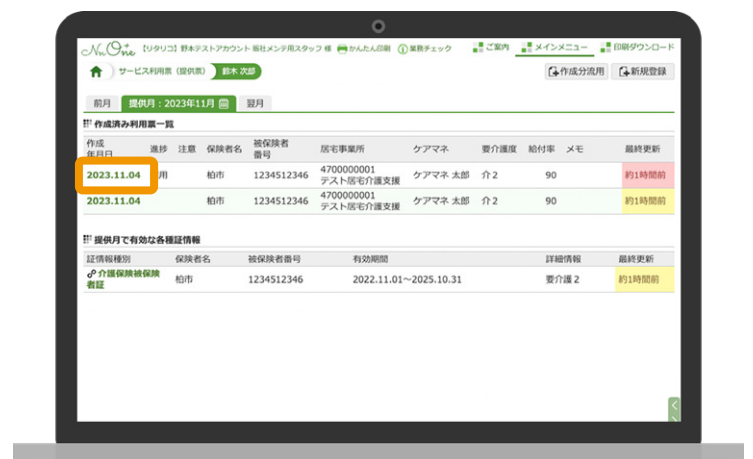 NuOne 【リタリコ】野本テストアカウント 販社メンテ用スタッフ 様 かんたん印刷 業務チェック ご案内 メインメニュー 印刷ダウンロード
サービス利用票（提供票） 鈴木 次郎 作成分流用 新規登録
前月 提供月：2023年11月 翌月
作成済み利用票一覧
作成年月日 進捗 注意 保険者名 被保険者番号 居宅事業所 ケアマネ 要介護度 給付率 メモ 最終更新
2023.11.04 用 柏市 1234512346 4700000001 テスト居宅介護支援 ケアマネ 太郎 介２ 90 約1時間前
2023.11.04 柏市 1234512346 4700000001 テスト居宅介護支援 ケアマネ 太郎 介２ 90 約1時間前
提供月で有効な各種証情報
証情報種別 保険者名 被保険者番号 有効期間 詳細情報 最終更新
介護保険被保険者証 柏市 1234512346 2022.11.01～2025.10.31 要介護２ 約1時間前